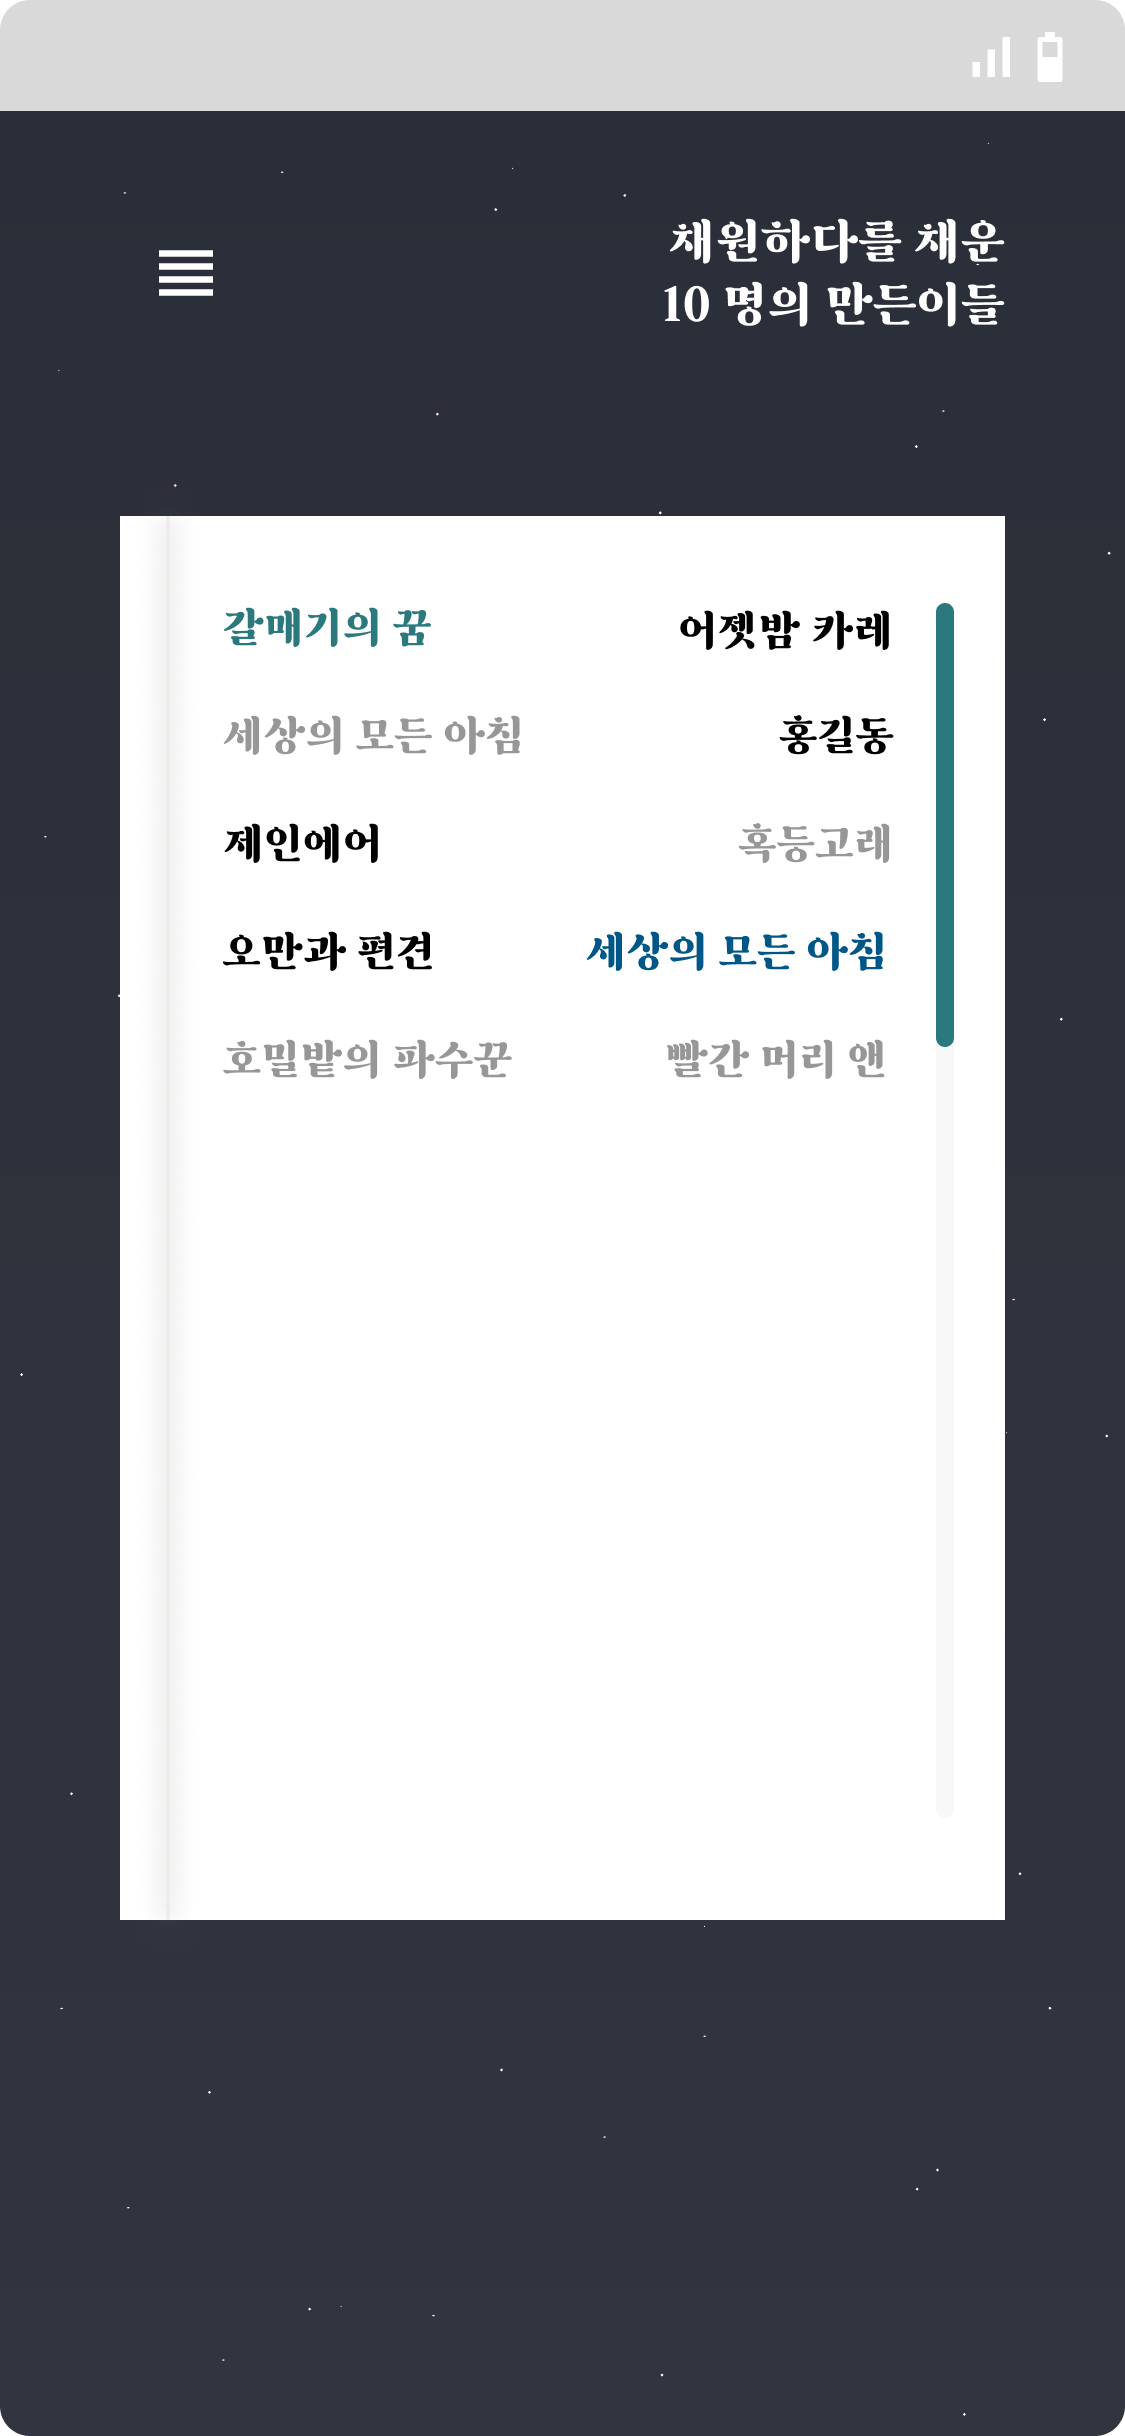 채원하다를 채운
10 명의 만든이들
갈매기의 꿈 어젯밤 카레
세상의 모든 아침 홍길동
제인에어 혹등고래
오만과 편견 세상의 모든 아침
호밀밭의 파수꾼 빨간 머리 앤